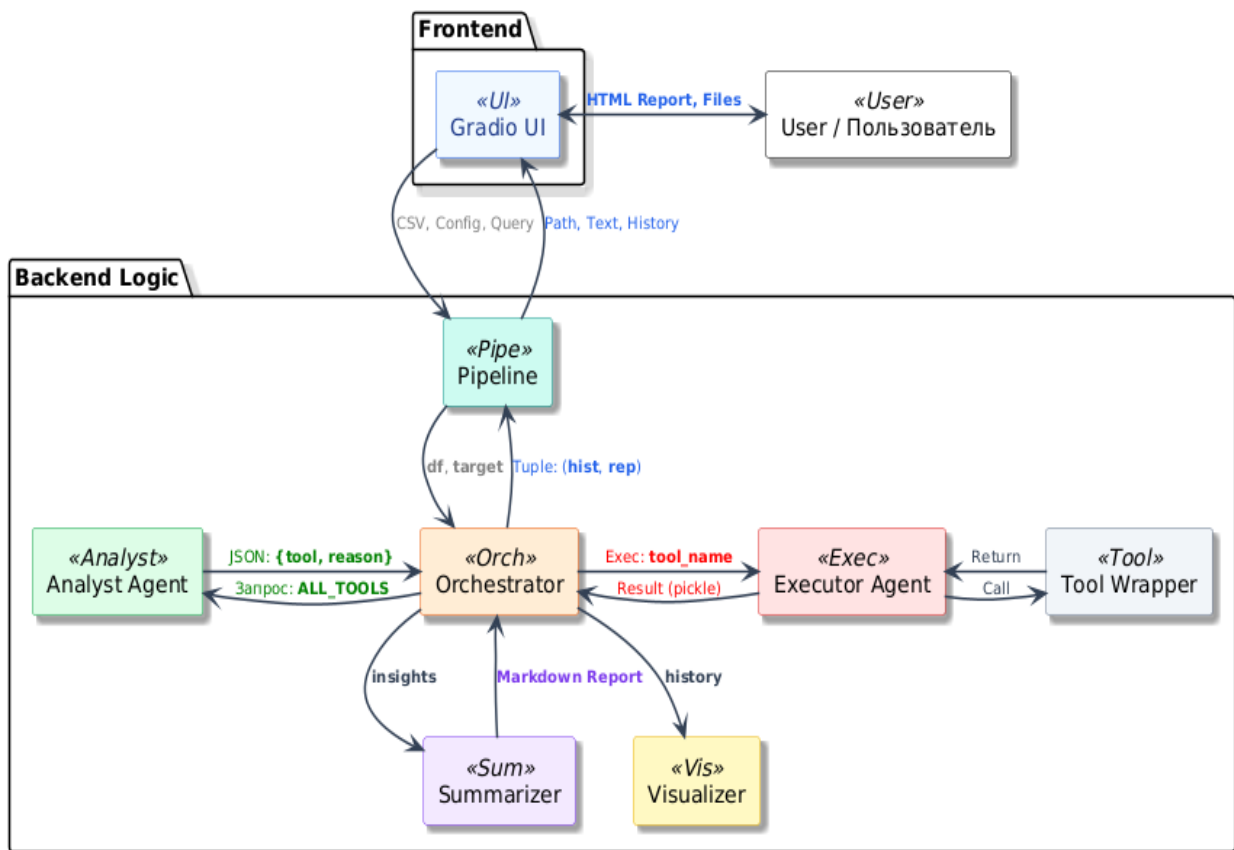 Frontend
«UI»
Gradio UI
HTML Report, Files
«User»
User / Пользователь
CSV, Config, Query
Path, Text, History
Backend Logic
«Pipe»
Pipeline
df, target
Tuple: (hist, rep)
«Analyst»
Analyst Agent
JSON: {tool, reason}
Запрос: ALL_TOOLS
«Orch»
Orchestrator
Exec: tool_name
Result (pickle)
«Exec»
Executor Agent
Return
Call
«Tool»
Tool Wrapper
insights
Markdown Report
history
«Sum»
Summarizer
«Vis»
Visualizer